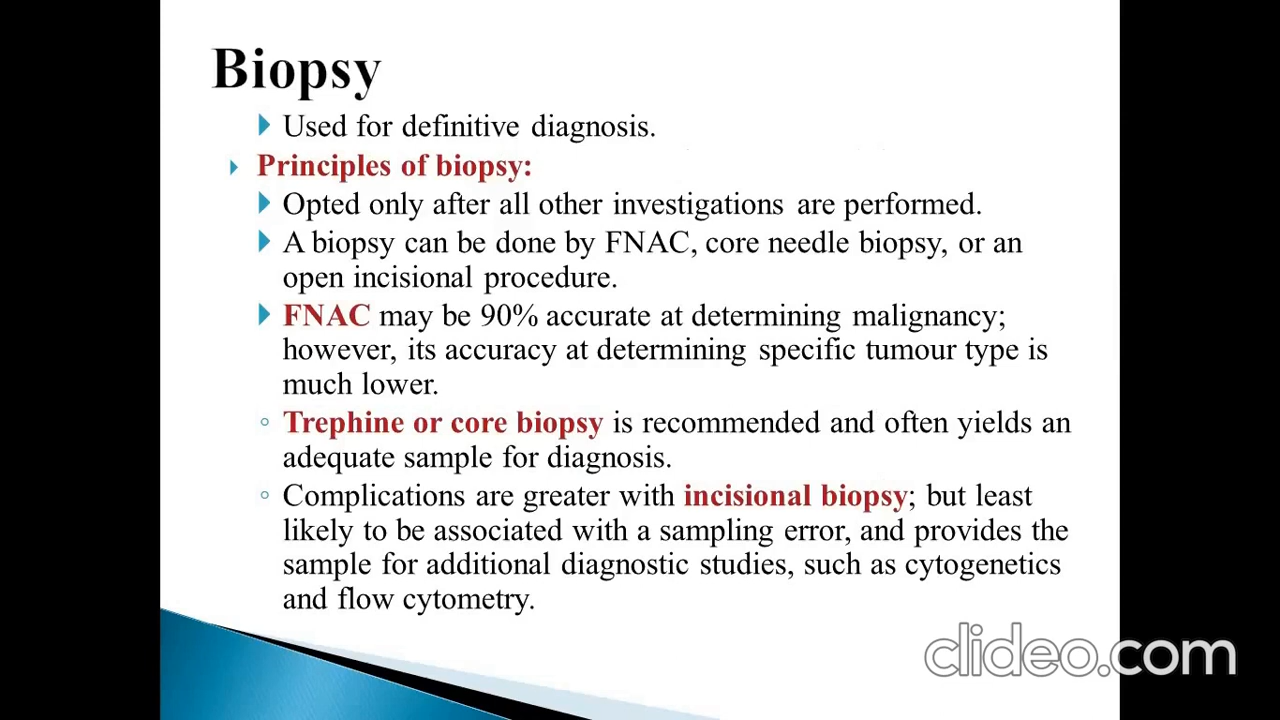 Biopsy
Used for definitive diagnosis.
Principles of biopsy:
Opted only after all other investigations are performed.
A biopsy can be done by FNAC, core needle biopsy, or an
open incisional procedure.
FNAC may be 90% accurate at determining malignancy;
however, its accuracy at determining specific tumour type is
much lower.
Trephine or core biopsy is recommended and often yields an
adequate sample for diagnosis.
Complications are greater with incisional biopsy; but least
likely to be associated with a sampling error, and provides the
sample for additional diagnostic studies, such as cytogenetics
and flow cytometry.
clideo.com